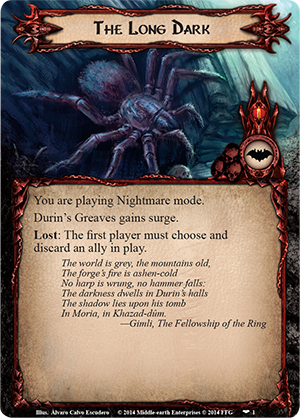 The Long Dark
You are playing Nightmare mode.
Durin's Greaves gains surge.
Lost: The first player must choose and
discard an ally in play.
The world is grey, the mountains old,
The forge's fire is ashen-cold
No harp is wrung, no hammer falls:
The darkness dwells in Durin's halls
The shadow lies upon his tomb
In Moria, in Khazad-dûm.
—Gimli, The Fellowship of the Ring
Illus. Álvaro Calvo Escudero © 2014 Middle-earth Enterprises © 2014 FFG 1